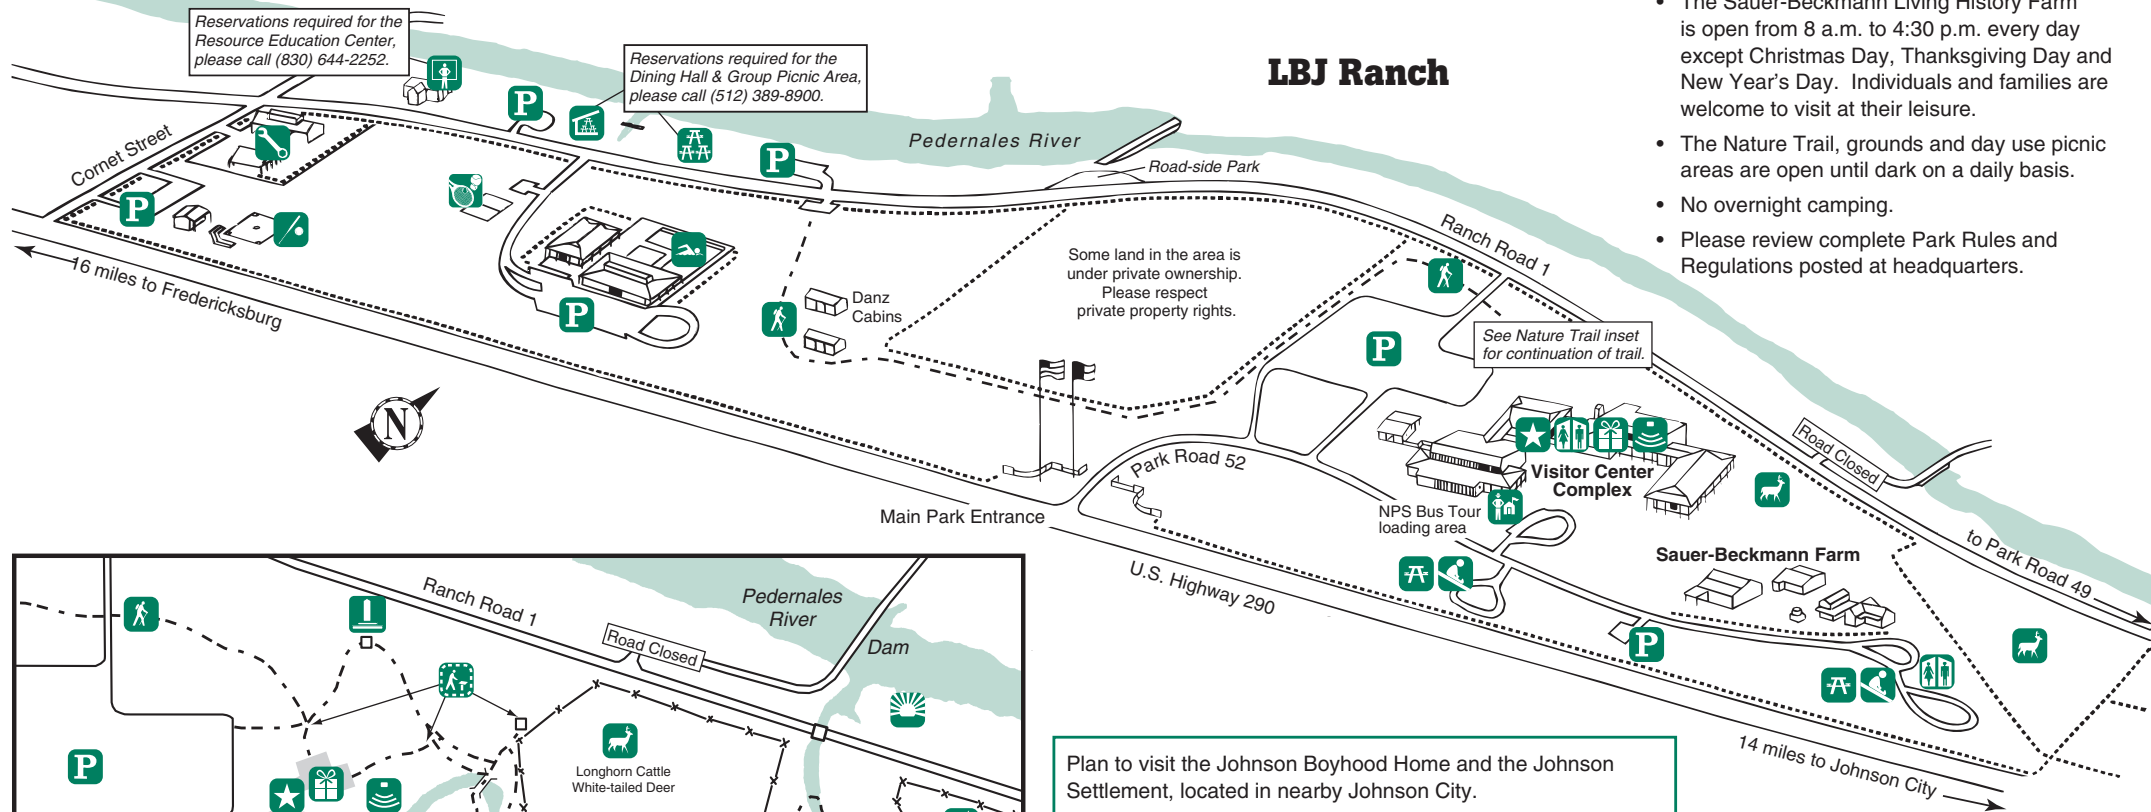 Reservations required for the
Resource Education Center,
please call (830) 644-2252.
Reservations required for the
Dining Hall & Group Picnic Area,
please call (512) 389-8900.
LBJ Ranch
• The Sauer-Beckmann Living History Farm
is open from 8 a.m. to 4:30 p.m. every day
except Christmas Day, Thanksgiving Day and
New Year's Day.  Individuals and families are
welcome to visit at their leisure.
• The Nature Trail, grounds and day use picnic
areas are open until dark on a daily basis.
• No overnight camping.
• Please review complete Park Rules and
Regulations posted at headquarters.
P
Pedernales River
P
Road-side Park
Cornet Street
P
Ranch Road 1
16 miles to Fredericksburg
P
Danz
Cabins
Some land in the area is
under private ownership.
Please respect
private property rights.
P
See Nature Trail inset
for continuation of trail.
N
Park Road 52
Main Park Entrance
Visitor Center
Complex
NPS Bus Tour
loading area
Road Closed
Sauer-Beckmann Farm
to Park Road 49
U.S. Highway 290
P
14 miles to Johnson City
Ranch Road 1
Pedernales
River
Road Closed
Dam
P
Longhorn Cattle
White-tailed Deer
Plan to visit the Johnson Boyhood Home and the Johnson
Settlement, located in nearby Johnson City.